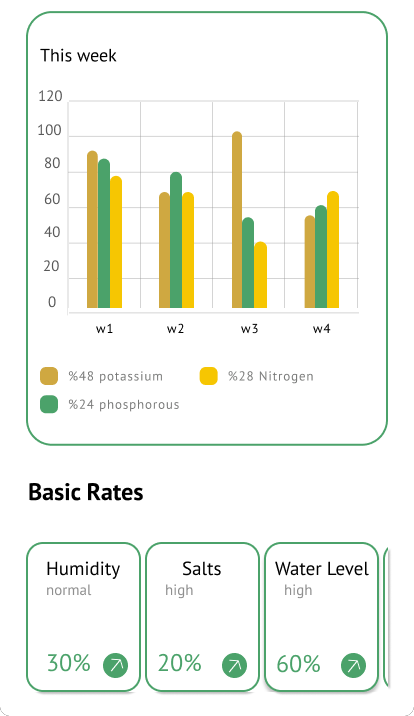 This week
120
100
80
60
40
20
0
w1 w2 w3 w4
%48 potassium %28 Nitrogen
%24 phosphorous
Basic Rates
Humidity Salts Water Level
normal high high
30% 20% 60%